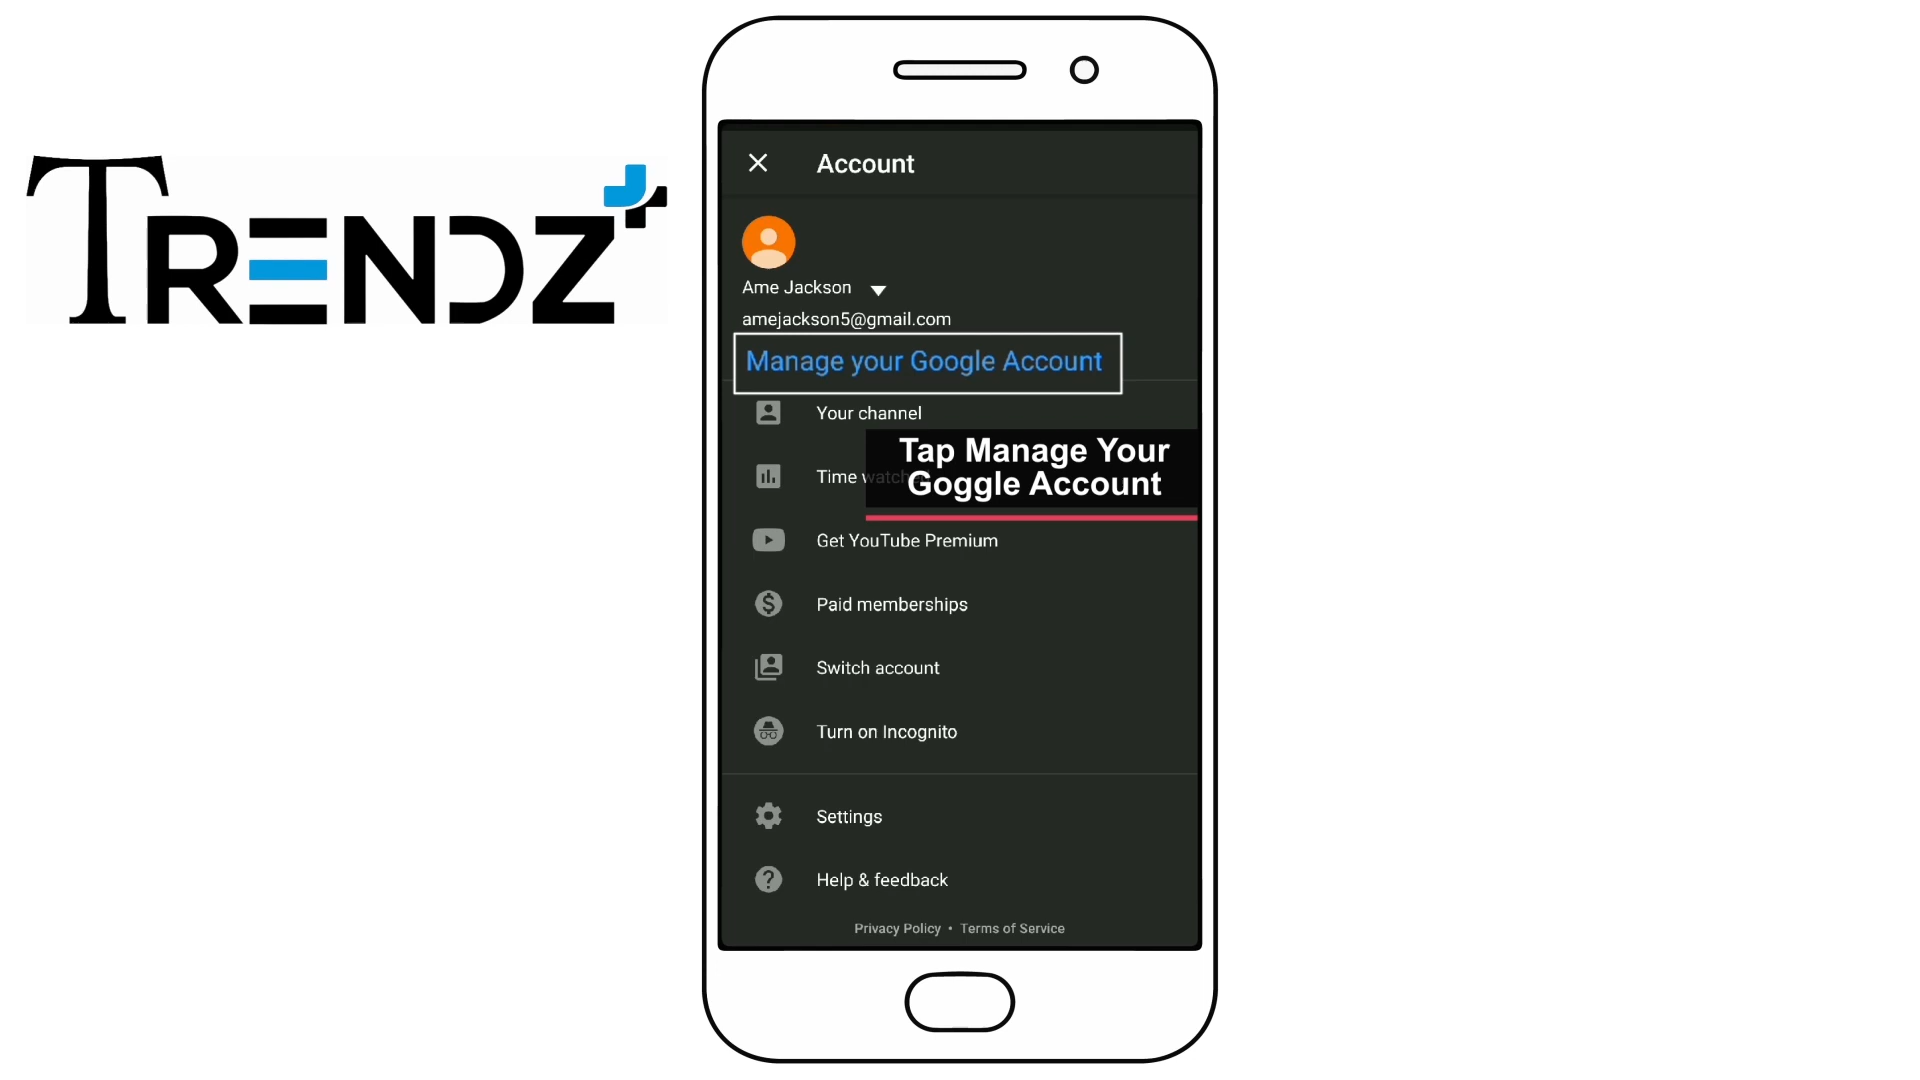 TRENDZ
Account
Ame Jackson
amejackson5@gmail.com
Manage your Google Account
Your channel
Tap Manage Your
Goggle Account
Time watched
Get YouTube Premium
Paid memberships
Switch account
Turn on Incognito
Settings
Help & feedback
Privacy Policy • Terms of Service